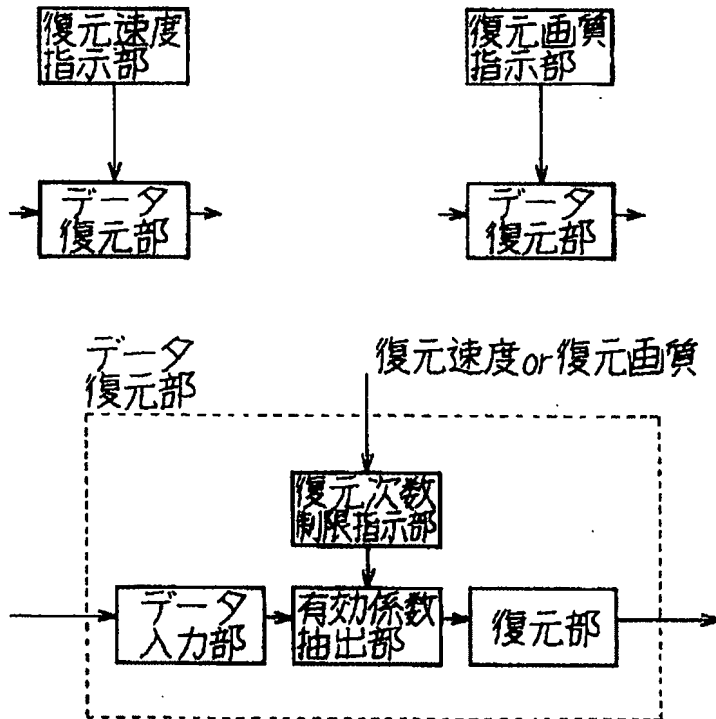 復元速度
指示部
データ
復元部
復元画質
指示部
データ
復元部
データ
復元部
復元速度or復元画質
復元次数
制限指示部
データ
入力部
有効係数
抽出部
復元部